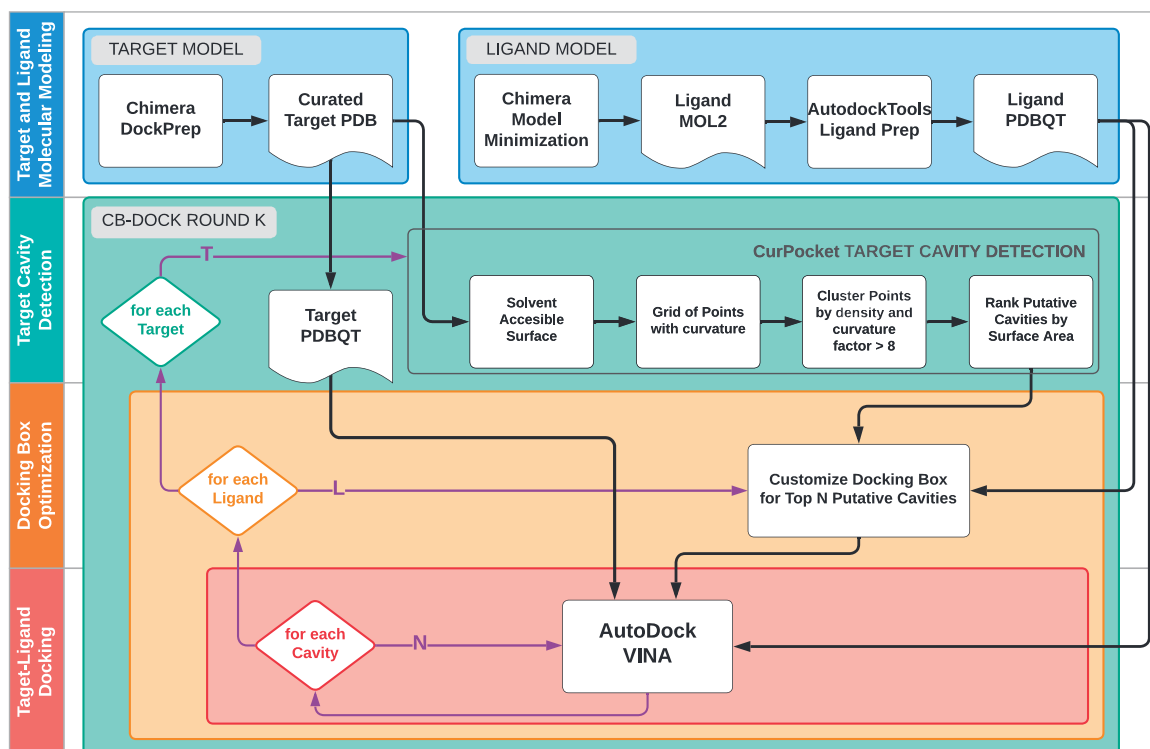 Target and Ligand
Molecular Modeling
TARGET MODEL
Chimera
DockPrep
Curated
Target PDB
LIGAND MODEL
Chimera
Model
Minimization
Ligand
MOL2
AutodockTools
Ligand Prep
Ligand
PDBQT
Target Cavity
Detection
CB-DOCK ROUND K
T
for each
Target
Target
PDBQT
CurPocket TARGET CAVITY DETECTION
Solvent
Accesible
Surface
Grid of Points
with curvature
Cluster Points
by density and
curvature
factor > 8
Rank Putative
Cavities by
Surface Area
Docking Box
Optimization
for each
Ligand
L
Customize Docking Box
for Top N Putative Cavities
Taget-Ligand
Docking
for each
Cavity
N
AutoDock
VINA